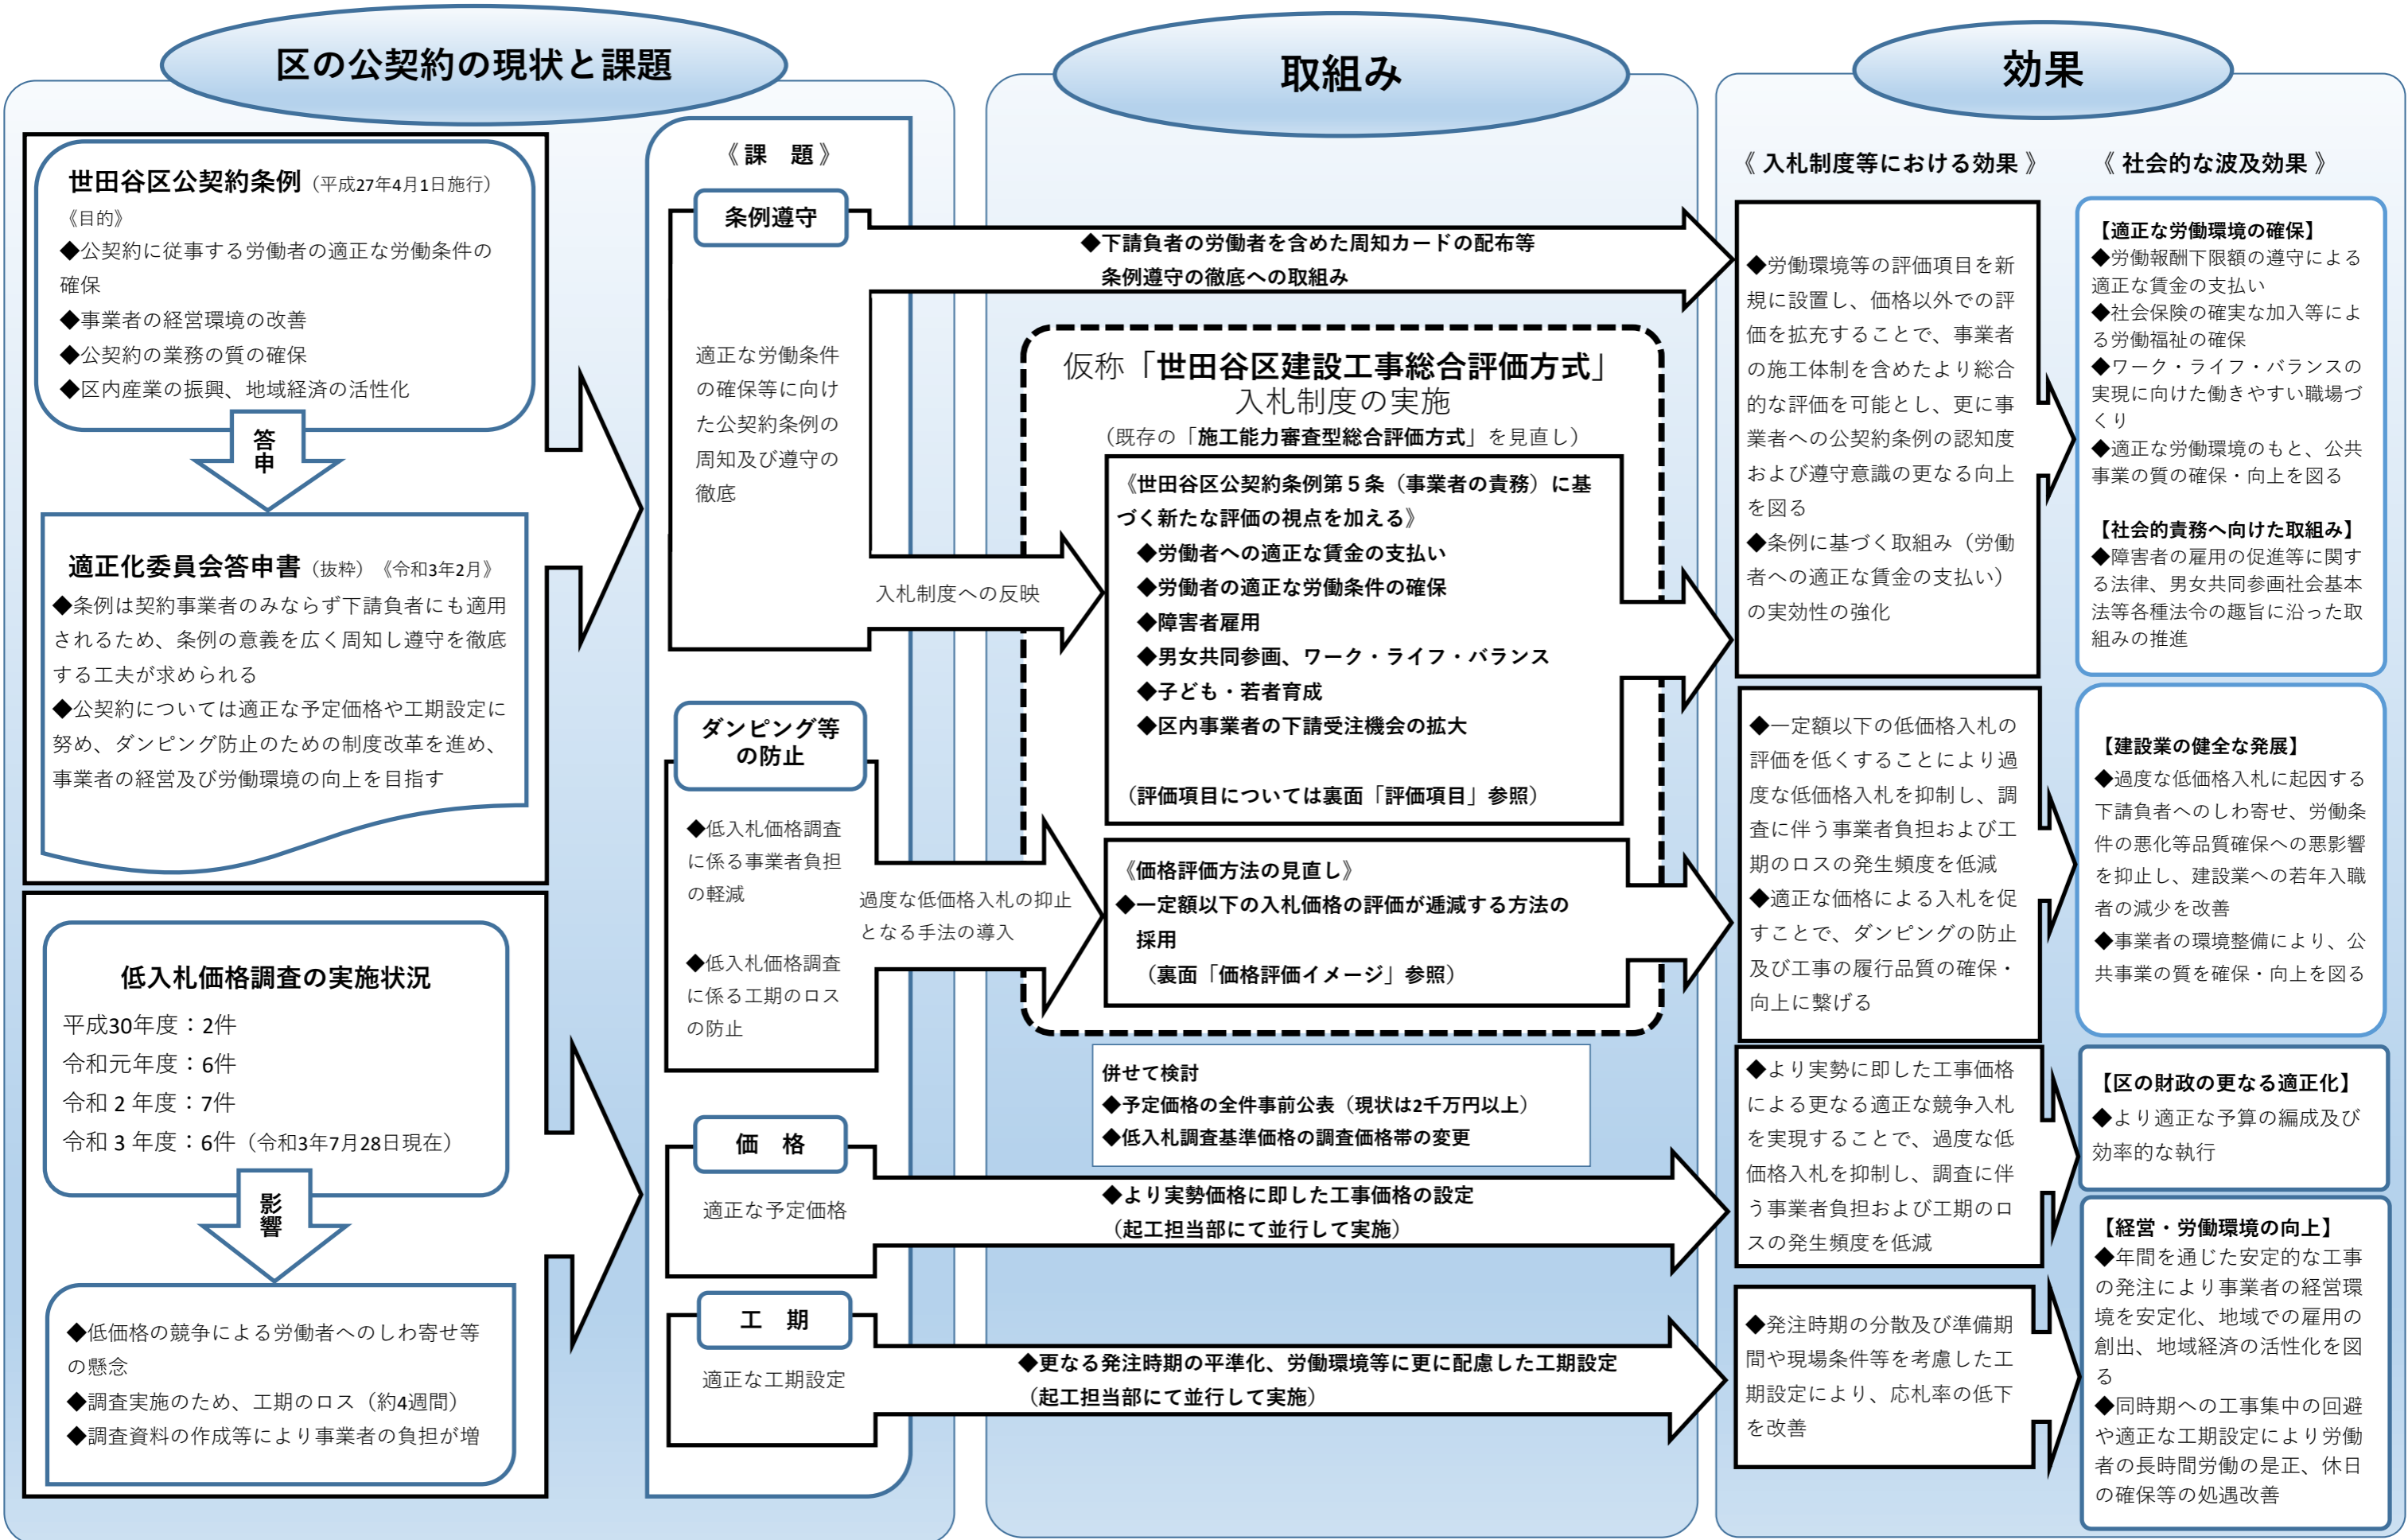 区の公契約の現状と課題
世田谷区公契約条例（平成27年4月1日施行）
《目的》
◆公契約に従事する労働者の適正な労働条件の
確保
◆事業者の経営環境の改善
◆公契約の業務の質の確保
◆区内産業の振興、地域経済の活性化
答申
適正化委員会答申書（抜粋）《令和3年2月》
◆条例は契約事業者のみならず下請負者にも適用
されるため、条例の意義を広く周知し遵守を徹底
する工夫が求められる
◆公契約については適正な予定価格や工期設定に
努め、ダンピング防止のための制度改革を進め、
事業者の経営及び労働環境の向上を目指す
低入札価格調査の実施状況
平成30年度：2件
令和元年度：6件
令和２年度：7件
令和３年度：6件（令和3年7月28日現在）
影響
◆低価格の競争による労働者へのしわ寄せ等
の懸念
◆調査実施のため、工期のロス（約4週間）
◆調査資料の作成等により事業者の負担が増
《課　題》
条例遵守
適正な労働条件
の確保等に向け
た公契約条例の
周知及び遵守の
徹底
ダンピング等
の防止
◆低入札価格調査
に係る事業者負担
の軽減
◆低入札価格調査
に係る工期のロス
の防止
価　格
適正な予定価格
工　期
適正な工期設定
取組み
◆下請負者の労働者を含めた周知カードの配布等
条例遵守の徹底への取組み
入札制度への反映
仮称「世田谷区建設工事総合評価方式」
入札制度の実施
（既存の「施工能力審査型総合評価方式」を見直し）
《世田谷区公契約条例第５条（事業者の責務）に基
づく新たな評価の視点を加える》
◆労働者への適正な賃金の支払い
◆労働者の適正な労働条件の確保
◆障害者雇用
◆男女共同参画、ワーク・ライフ・バランス
◆子ども・若者育成
◆区内事業者の下請受注機会の拡大
（評価項目については裏面「評価項目」参照）
過度な低価格入札の抑止
となる手法の導入
《価格評価方法の見直し》
◆一定額以下の入札価格の評価が逓減する方法の
採用
（裏面「価格評価イメージ」参照）
併せて検討
◆予定価格の全件事前公表（現状は2千万円以上）
◆低入札調査基準価格の調査価格帯の変更
◆より実勢価格に即した工事価格の設定
（起工担当部にて並行して実施）
◆更なる発注時期の平準化、労働環境等に更に配慮した工期設定
（起工担当部にて並行して実施）
効果
《 入札制度等における効果 》
◆労働環境等の評価項目を新
規に設置し、価格以外での評
価を拡充することで、事業者
の施工体制を含めたより総合
的な評価を可能とし、更に事
業者への公契約条例の認知度
および遵守意識の更なる向上
を図る
◆条例に基づく取組み（労働
者への適正な賃金の支払い）
の実効性の強化
◆一定額以下の低価格入札の
評価を低くすることにより過
度な低価格入札を抑制し、調
査に伴う事業者負担および工
期のロスの発生頻度を低減
◆適正な価格による入札を促
すことで、ダンピングの防止
及び工事の履行品質の確保・
向上に繋げる
◆より実勢に即した工事価格
による更なる適正な競争入札
を実現することで、過度な低
価格入札を抑制し、調査に伴
う事業者負担および工期のロ
スの発生頻度を低減
◆発注時期の分散及び準備期
間や現場条件等を考慮した工
期設定により、応札率の低下
を改善
《 社会的な波及効果 》
【適正な労働環境の確保】
◆労働報酬下限額の遵守による
適正な賃金の支払い
◆社会保険の確実な加入等によ
る労働福祉の確保
◆ワーク・ライフ・バランスの
実現に向けた働きやすい職場づ
くり
◆適正な労働環境のもと、公共
事業の質の確保・向上を図る
【社会的責務へ向けた取組み】
◆障害者の雇用の促進等に関す
る法律、男女共同参画社会基本
法等各種法令の趣旨に沿った取
組みの推進
【建設業の健全な発展】
◆過度な低価格入札に起因する
下請負者へのしわ寄せ、労働条
件の悪化等品質確保への悪影響
を抑止し、建設業への若年入職
者の減少を改善
◆事業者の環境整備により、公
共事業の質を確保・向上を図る
【区の財政の更なる適正化】
◆より適正な予算の編成及び
効率的な執行
【経営・労働環境の向上】
◆年間を通じた安定的な工事
の発注により事業者の経営環
境を安定化、地域での雇用の
創出、地域経済の活性化を図
る
◆同時期への工事集中の回避
や適正な工期設定により労働
者の長時間労働の是正、休日
の確保等の処遇改善